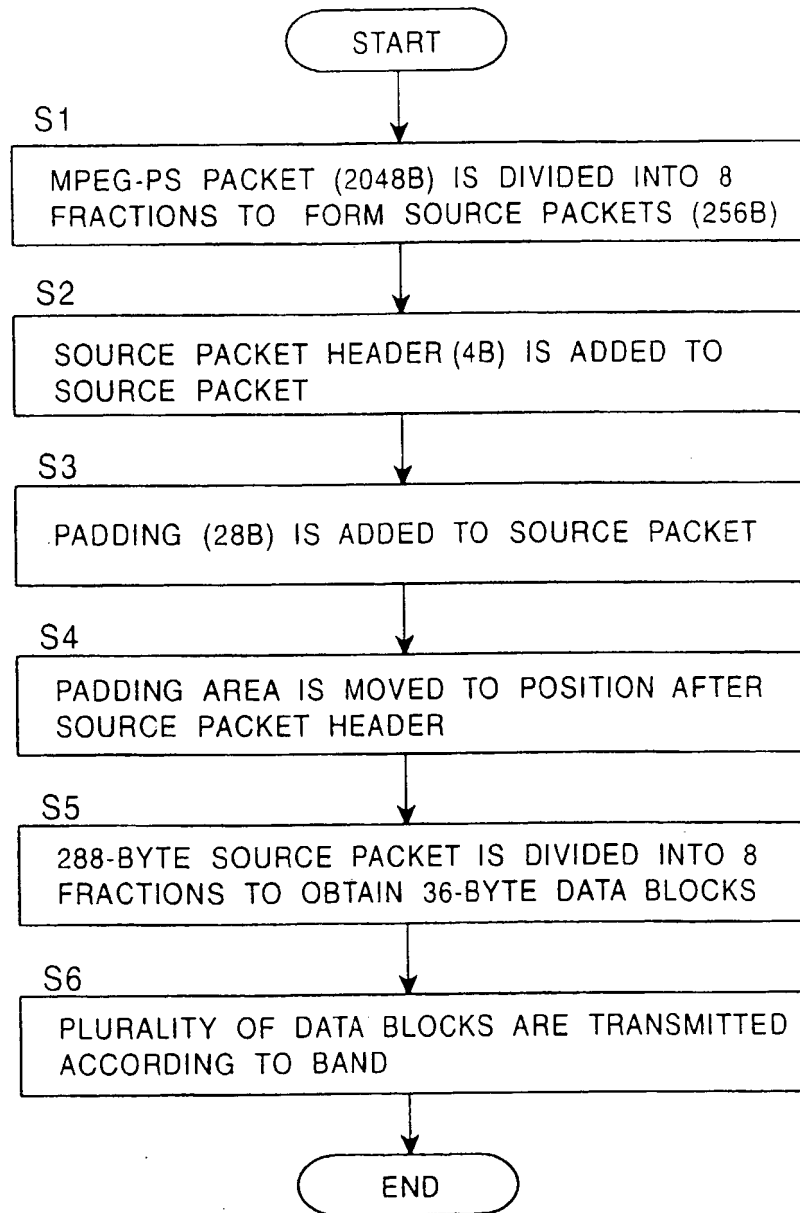 START
S1
MPEG-PS PACKET (2048B) IS DIVIDED INTO 8
FRACTIONS TO FORM SOURCE PACKETS (256B)
S2
SOURCE PACKET HEADER (4B) IS ADDED TO
SOURCE PACKET
S3
PADDING (28B) IS ADDED TO SOURCE PACKET
S4
PADDING AREA IS MOVED TO POSITION AFTER
SOURCE PACKET HEADER
S5
288-BYTE SOURCE PACKET IS DIVIDED INTO 8
FRACTIONS TO OBTAIN 36-BYTE DATA BLOCKS
S6
PLURALITY OF DATA BLOCKS ARE TRANSMITTED
ACCORDING TO BAND
END